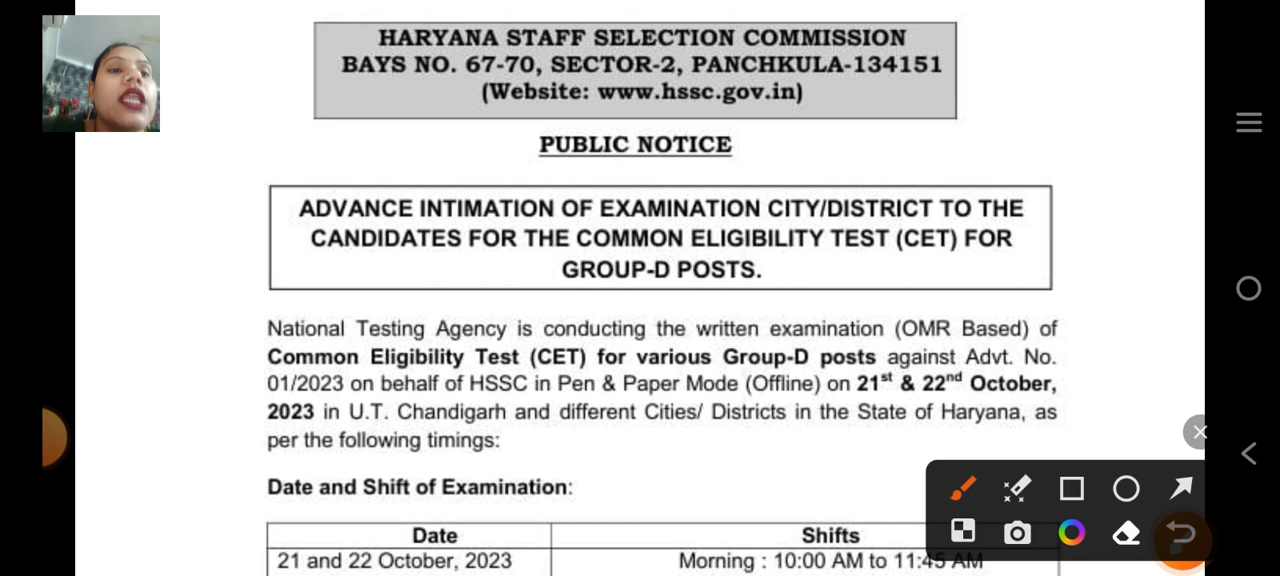 HARYANA STAFF SELECTION COMMISSION
BAYS NO. 67-70, SECTOR-2, PANCHKULA-134151
(Website: www.hssc.gov.in)
PUBLIC NOTICE
ADVANCE INTIMATION OF EXAMINATION CITY/DISTRICT TO THE
CANDIDATES FOR THE COMMON ELIGIBILITY TEST (CET) FOR
GROUP-D POSTS.
National Testing Agency is conducting the written examination (OMR Based) of
Common Eligibility Test (CET) for various Group-D posts against Advt. No.
01/2023 on behalf of HSSC in Pen & Paper Mode (Offline) on 21st & 22nd October,
2023 in U.T. Chandigarh and different Cities/ Districts in the State of Haryana, as
per the following timings:
Date and Shift of Examination:
Date Shifts
21 and 22 October, 2023 Morning : 10:00 AM to 11:45 AM